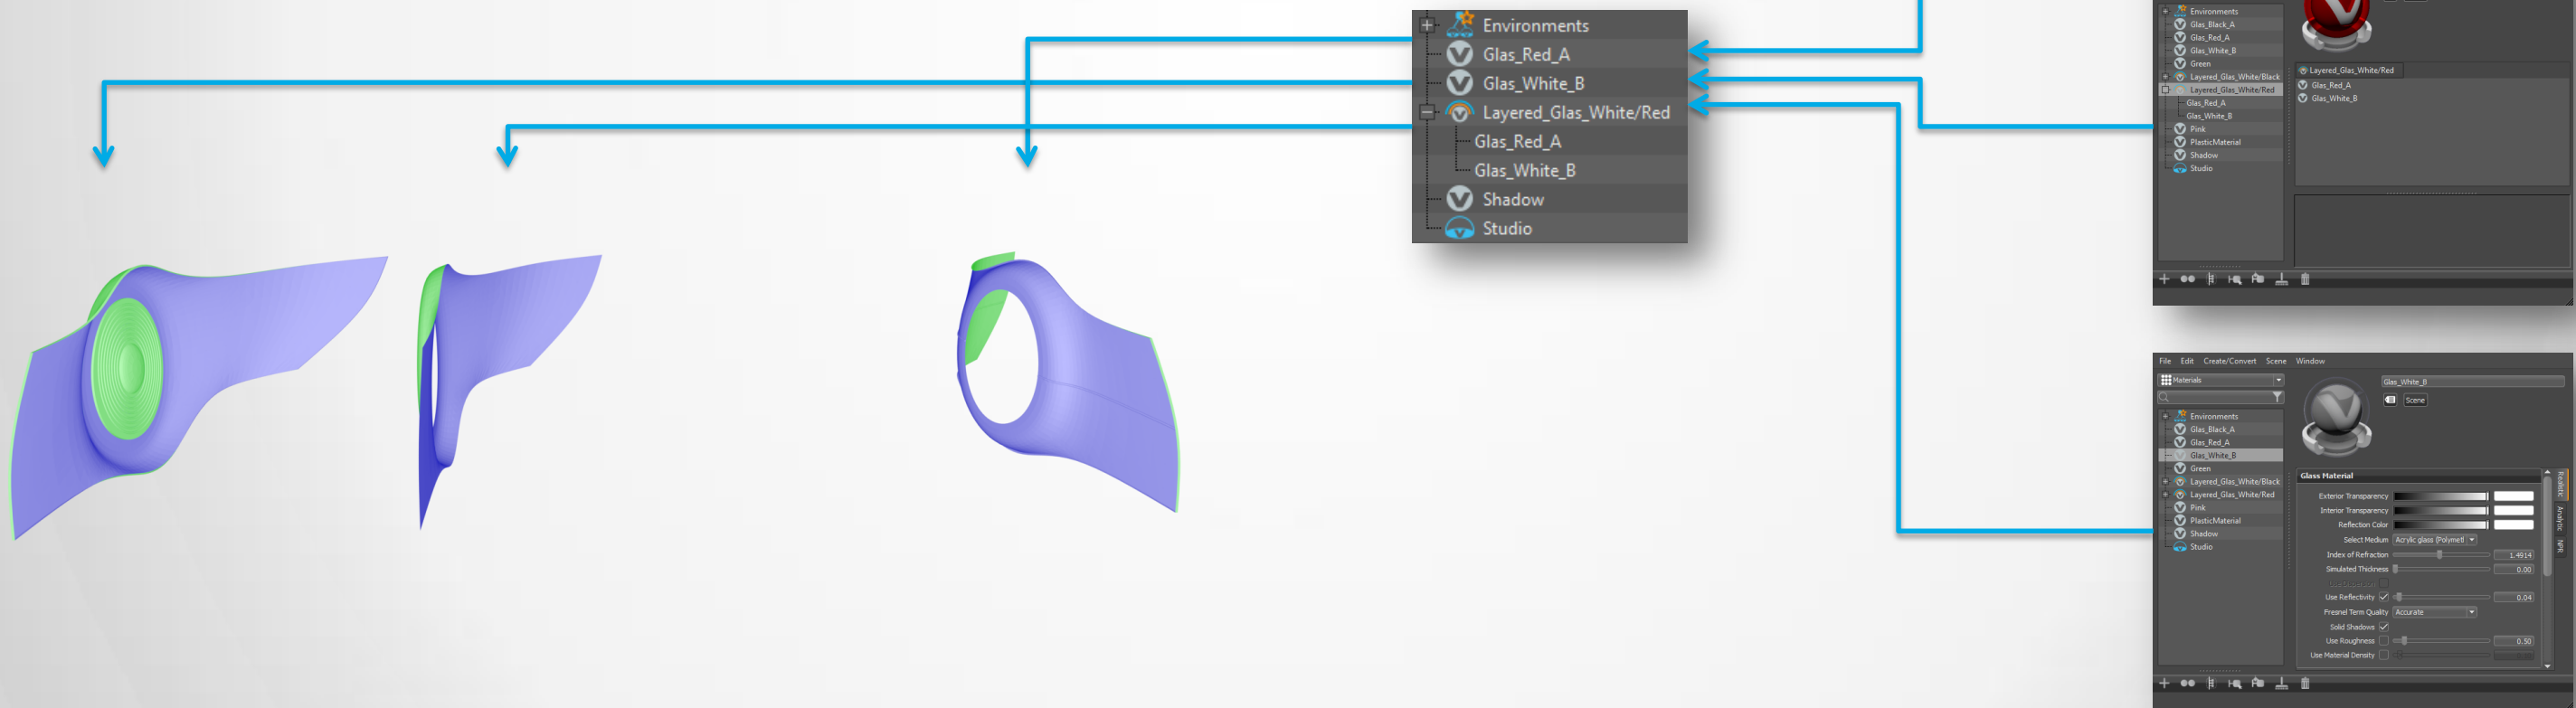 Environments
Glas_Red_A
Glas_White_B
Layered_Glas_White/Red
Glas_Red_A
Glas_White_B
Shadow
Studio
Environments
Glas_Black_A
Glas_Red_A
Glas_White_B
Green
Layered_Glas_White/Black
Layered_Glas_White/Red
Glas_Red_A
Glas_White_B
Pink
PlasticMaterial
Shadow
Studio
Layered_Glas_White/Red
Glas_Red_A
Glas_White_B
File Edit Create/Convert Scene Window
Materials
Glas_White_B
Scene
Environments
Glas_Black_A
Glas_Red_A
Glas_White_B
Green
Layered_Glas_White/Black
Layered_Glas_White/Red
Pink
PlasticMaterial
Shadow
Studio
Glass Material
Exterior Transparency
Interior Transparency
Reflection Color
Select Medium Acrylic glass (Polymetl
Index of Refraction 1.4914
Simulated Thickness 0.00
Use Reflectivity 0.04
Fresnel Term Quality Accurate
Solid Shadows
Use Roughness 0.50
Use Material Density
Realistic
Analytic
NPR